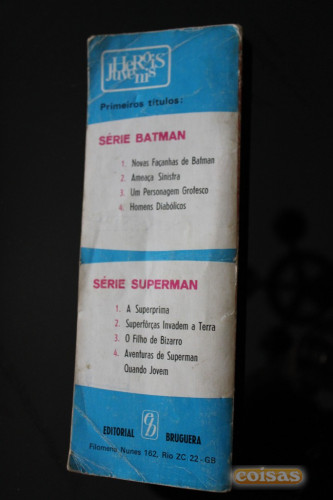 HERÓIS
JUVENIS
Primeiros títulos:
SÉRIE BATMAN
1. Novas Façanhas de Batman
2. Ameaça Sinistra
3. Um Personagem Grotesco
4. Homens Diabólicos
SÉRIE SUPERMAN
1. A Superprima
2. Superfôrças Invadem a Terra
3. O Filho de Bizarro
4. Aventuras de Superman
Quando Jovem
EDITORIAL BRUGUERA
Filomena Nunes 162, Rio ZC 22-GB
coisas